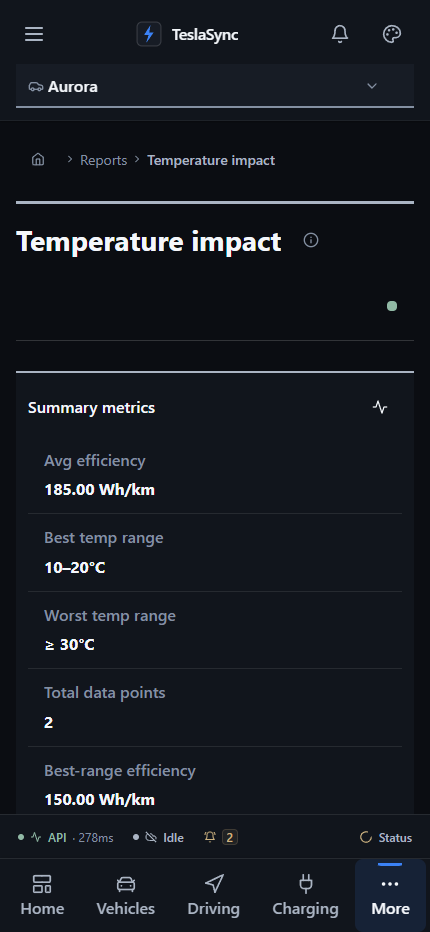 TeslaSync
Aurora
Reports Temperature impact
Temperature impact
Summary metrics
Avg efficiency
185.00 Wh/km
Best temp range
10–20°C
Worst temp range
≥ 30°C
Total data points
2
Best-range efficiency
150.00 Wh/km
API · 278ms Idle 2 Status
Home Vehicles Driving Charging More